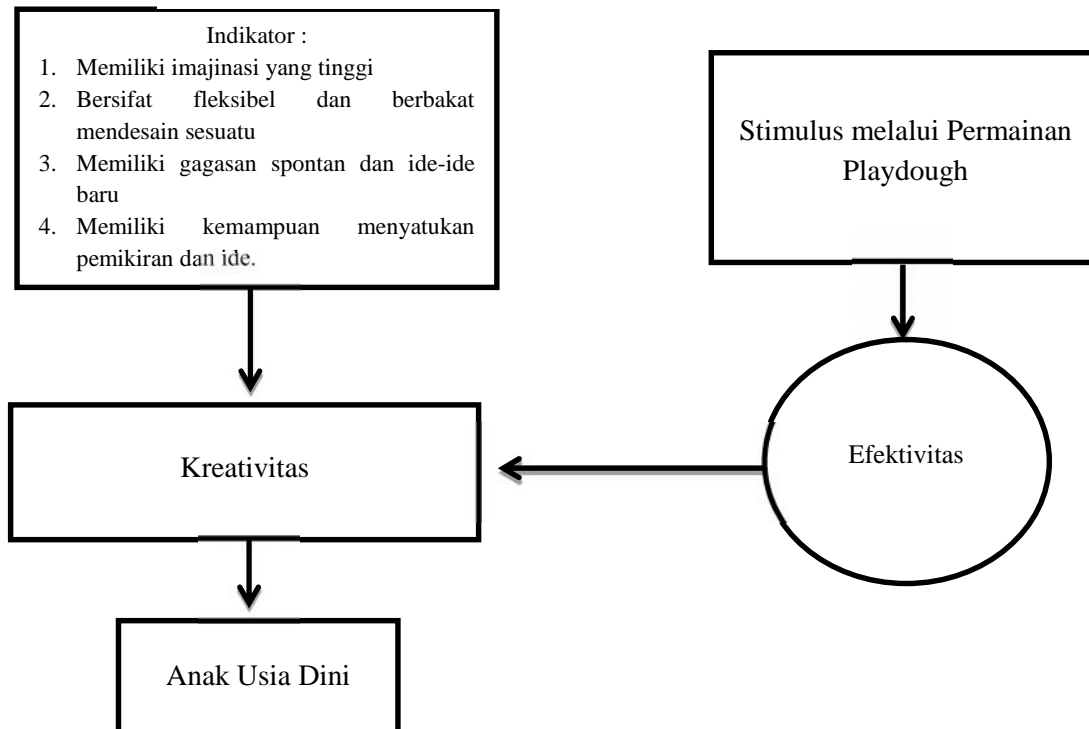 Indikator :
1. Memiliki imajinasi yang tinggi
2. Bersifat fleksibel dan berbakat
mendesain sesuatu
3. Memiliki gagasan spontan dan ide-ide
baru
4. Memiliki kemampuan menyatukan
pemikiran dan ide.
Stimulus melalui Permainan
Playdough
Kreativitas
Efektivitas
Anak Usia Dini